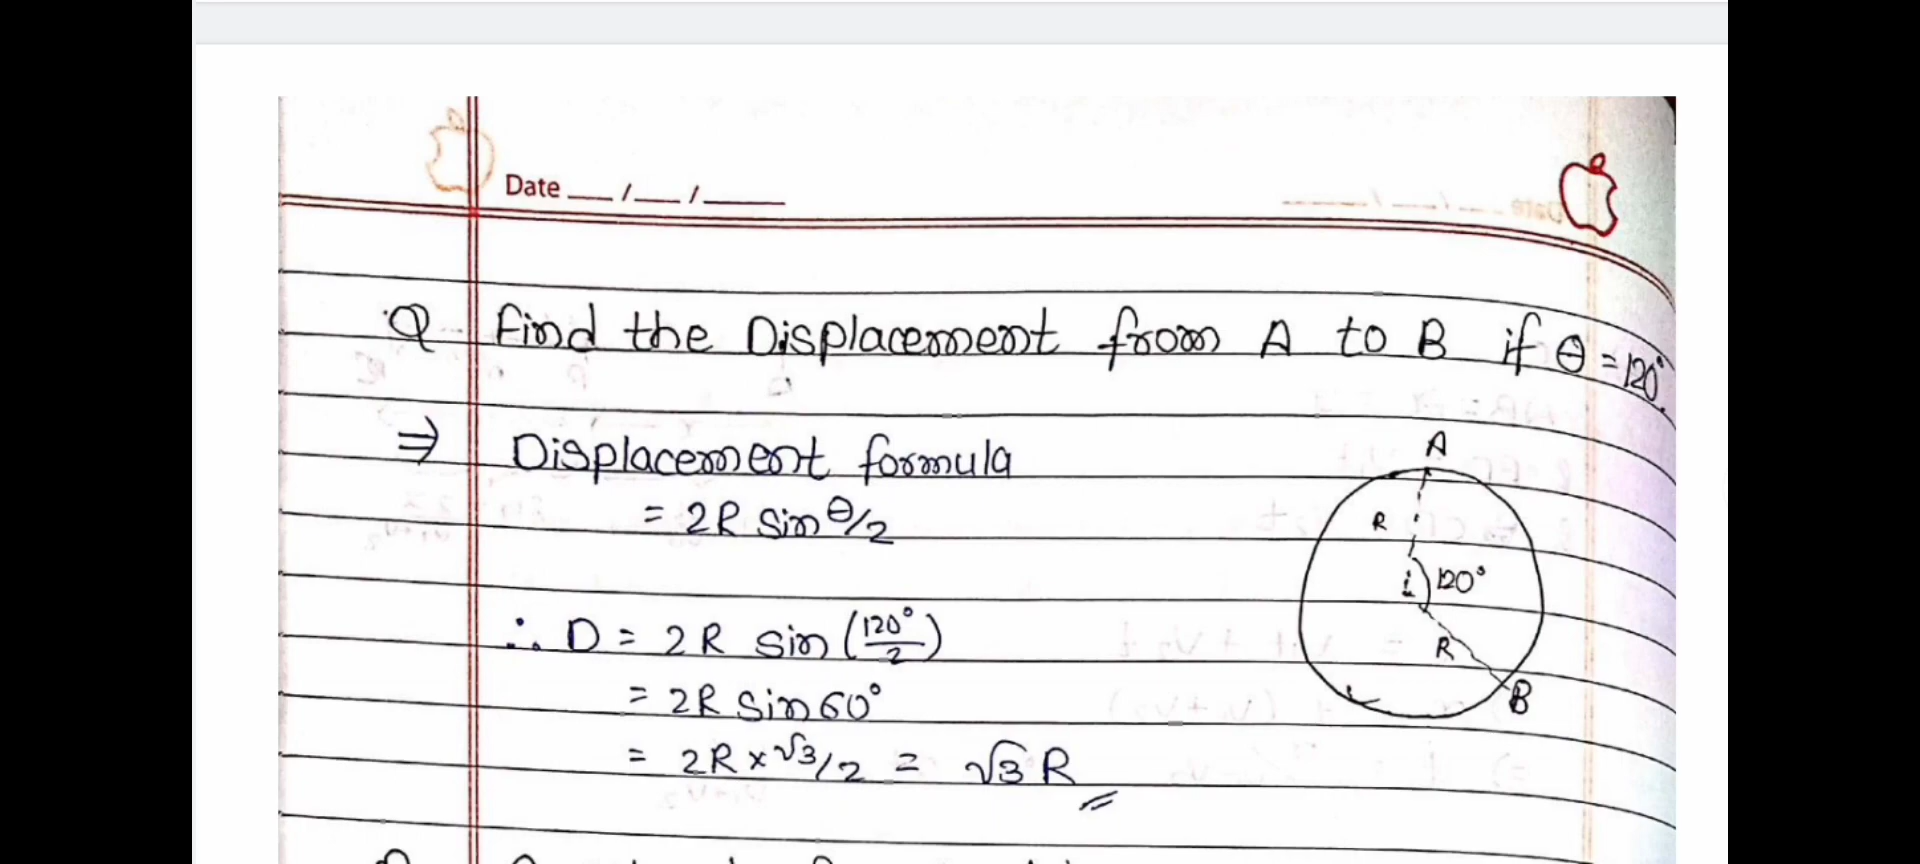 Date __/__/____
Q Find the Displacement from A to B if θ = 120°.
⇒ Displacement formula
= 2R Sin θ/2
∴ D = 2R sin (120°/2)
= 2R Sin 60°
= 2R × √3/2 = √3 R
A
R
120°
R
B